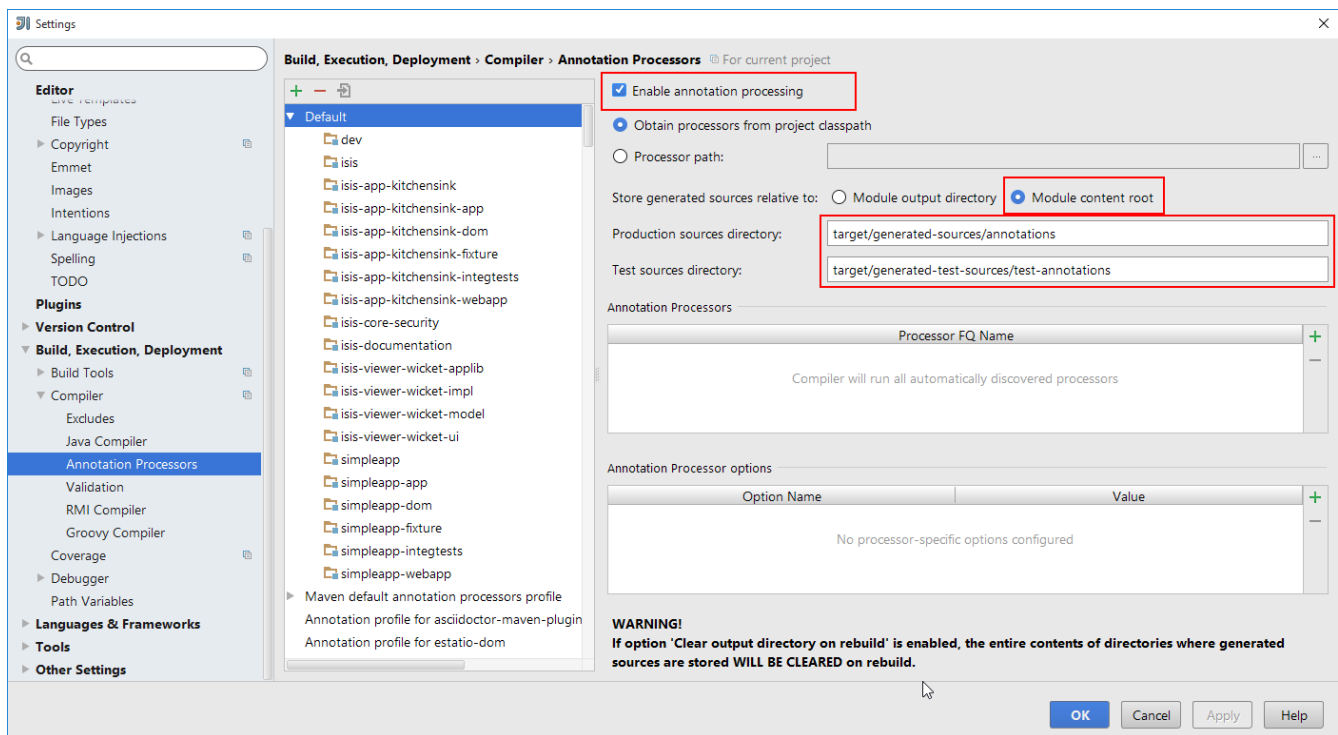 Settings
Build, Execution, Deployment › Compiler › Annotation Processors For current project
Editor
Live Templates
File Types
Copyright
Emmet
Images
Intentions
Language Injections
Spelling
TODO
Plugins
Version Control
Build, Execution, Deployment
Build Tools
Compiler
Excludes
Java Compiler
Annotation Processors
Validation
RMI Compiler
Groovy Compiler
Coverage
Debugger
Path Variables
Languages & Frameworks
Tools
Other Settings
Default
dev
isis
isis-app-kitchensink
isis-app-kitchensink-app
isis-app-kitchensink-dom
isis-app-kitchensink-fixture
isis-app-kitchensink-integtests
isis-app-kitchensink-webapp
isis-core-security
isis-documentation
isis-viewer-wicket-applib
isis-viewer-wicket-impl
isis-viewer-wicket-model
isis-viewer-wicket-ui
simpleapp
simpleapp-app
simpleapp-dom
simpleapp-fixture
simpleapp-integtests
simpleapp-webapp
Maven default annotation processors profile
Annotation profile for asciidoctor-maven-plugin
Annotation profile for estatio-dom
Enable annotation processing
Obtain processors from project classpath
Processor path:
...
Store generated sources relative to: Module output directory Module content root
Production sources directory: target/generated-sources/annotations
Test sources directory: target/generated-test-sources/test-annotations
Annotation Processors
Processor FQ Name
Compiler will run all automatically discovered processors
Annotation Processor options
Option Name Value
No processor-specific options configured
WARNING!
If option 'Clear output directory on rebuild' is enabled, the entire contents of directories where generated
sources are stored WILL BE CLEARED on rebuild.
OK Cancel Apply Help